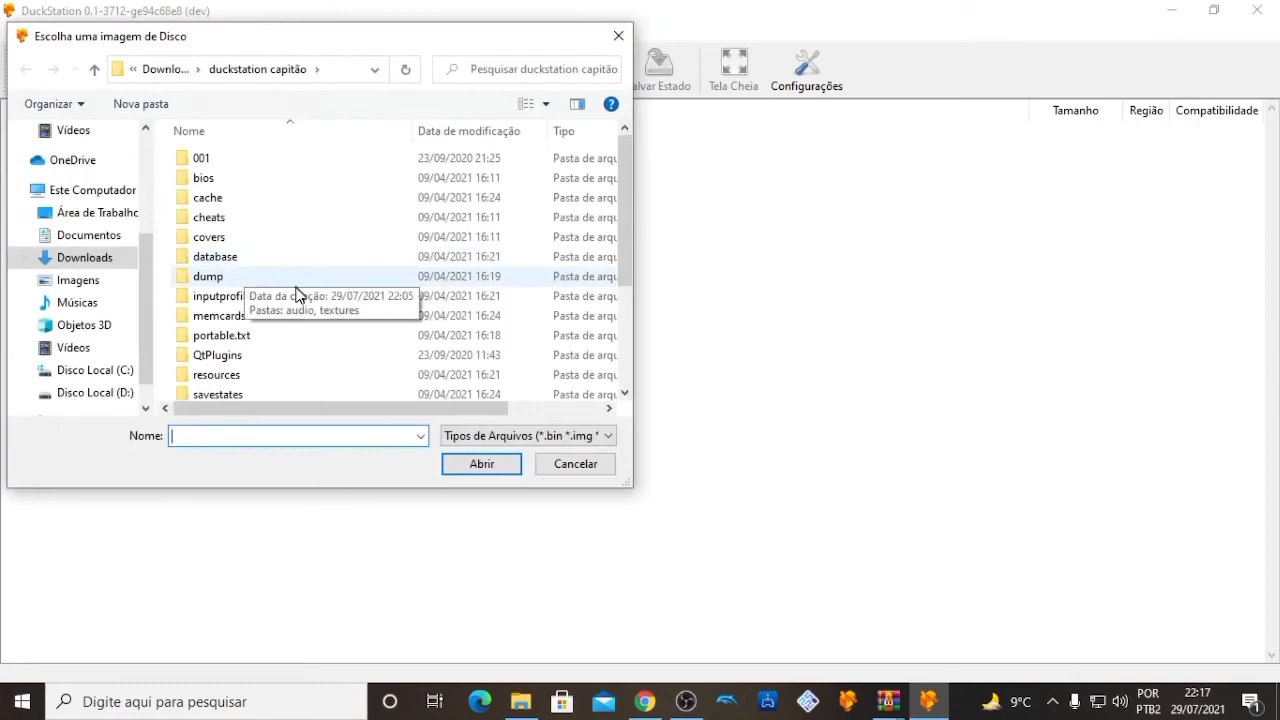 DuckStation 0.1-3712-ge94c68e8 (dev)
Escolha uma imagem de Disco
« Downlo... › duckstation capitão ›
Pesquisar duckstation capitão
alvar Estado
Tela Cheia
Configurações
Organizar
Nova pasta
Tamanho
Região
Compatibilidade
Vídeos
OneDrive
Este Computador
Área de Trabalho
Documentos
Downloads
Imagens
Músicas
Objetos 3D
Vídeos
Disco Local (C:)
Disco Local (D:)
Nome Data de modificação Tipo
001 23/09/2020 21:25 Pasta de arqu
bios 09/04/2021 16:11 Pasta de arqu
cache 09/04/2021 16:24 Pasta de arqu
cheats 09/04/2021 16:11 Pasta de arqu
covers 09/04/2021 16:11 Pasta de arqu
database 09/04/2021 16:21 Pasta de arqu
dump 09/04/2021 16:19 Pasta de arqu
inputprofi 09/04/2021 16:21 Pasta de arqu
memcards 09/04/2021 16:24 Pasta de arqu
portable.txt 09/04/2021 16:18 Pasta de arqu
QtPlugins 23/09/2020 11:43 Pasta de arqu
resources 09/04/2021 16:21 Pasta de arqu
savestates 09/04/2021 16:24 Pasta de arqu
Data da criação: 29/07/2021 22:05
Pastas: audio, textures
Nome:
Tipos de Arquivos (*.bin *.img *
Abrir
Cancelar
Digite aqui para pesquisar
9°C
POR
PTB2
22:17
29/07/2021
1